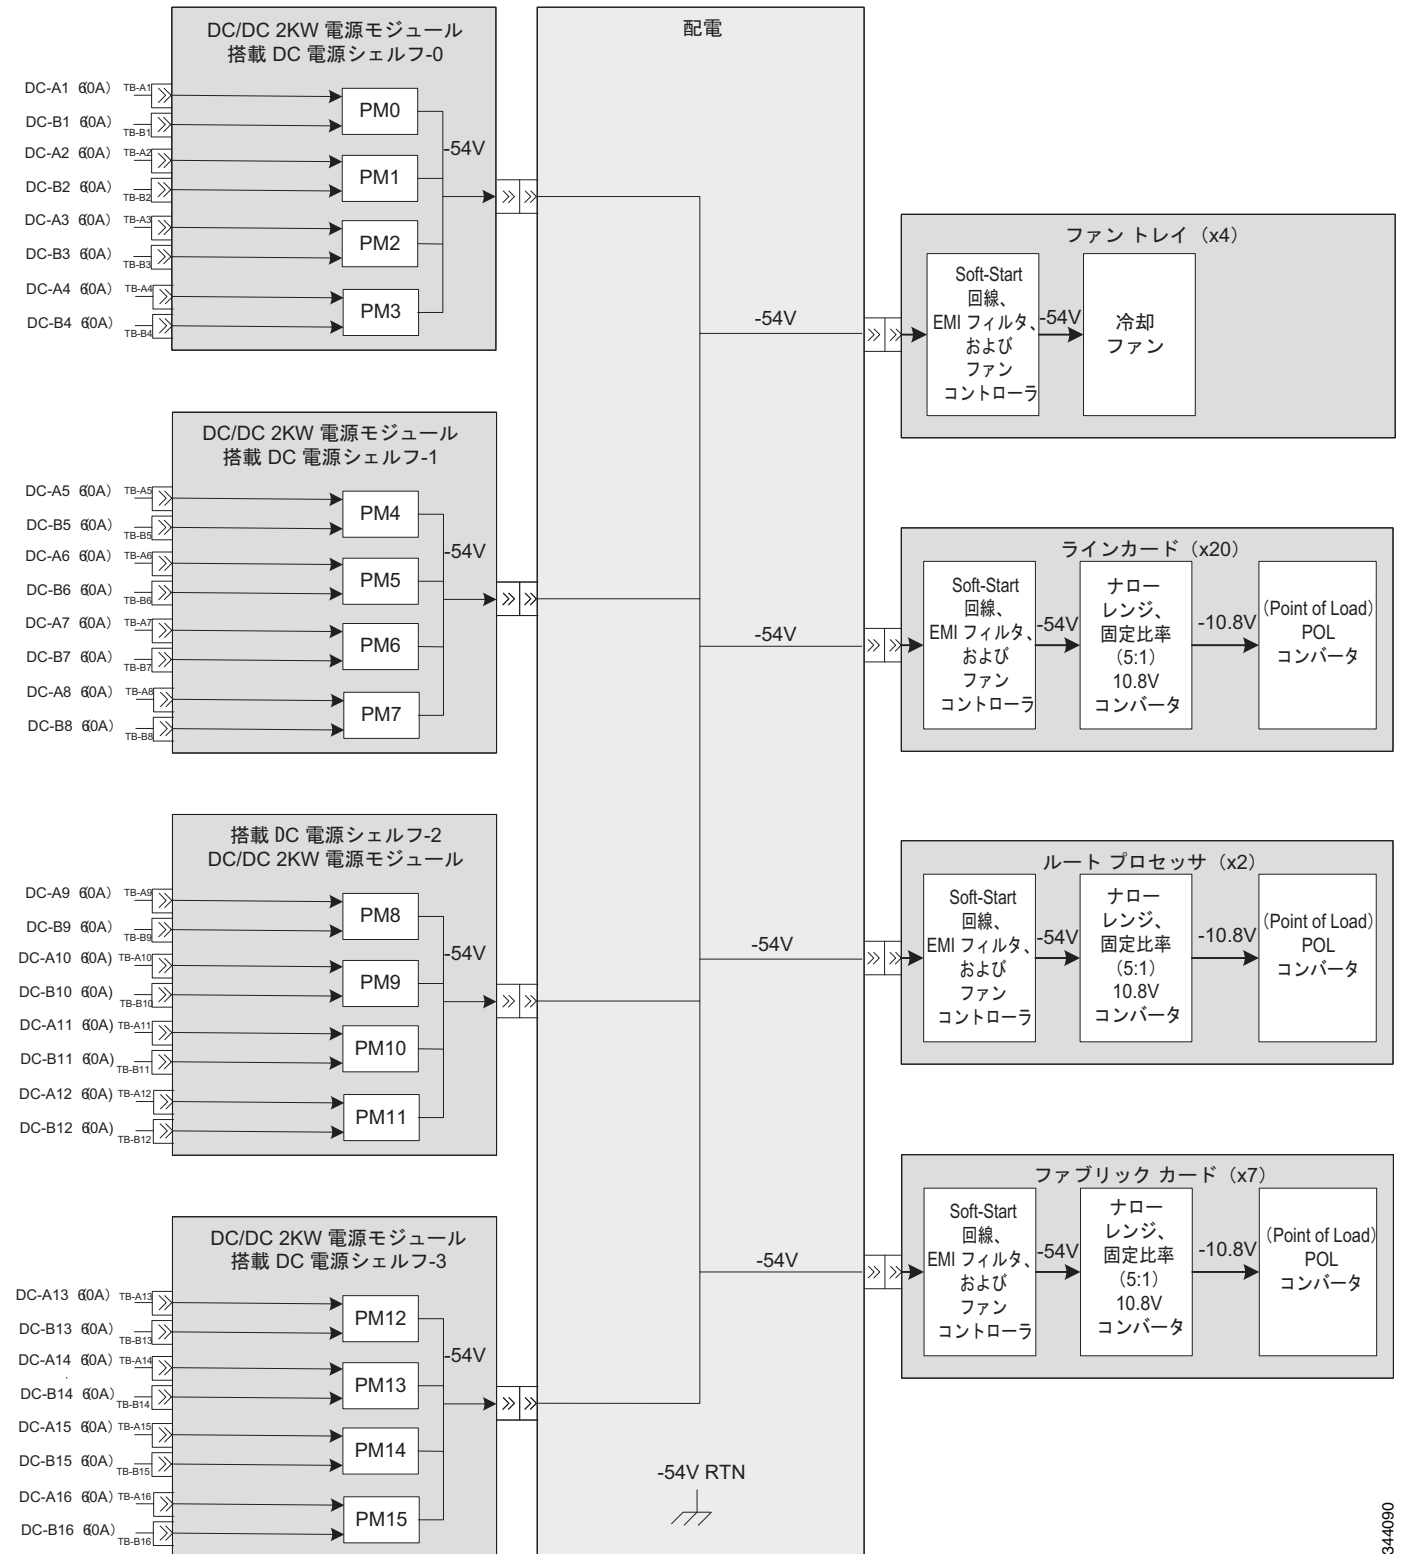 DC/DC 2KW 電源モジュール
搭載 DC 電源シェルフ-0
DC-A1 60A) TB-A1
DC-B1 60A) TB-B1
DC-A2 60A) TB-A2
DC-B2 60A) TB-B2
DC-A3 60A) TB-A3
DC-B3 60A) TB-B3
DC-A4 60A) TB-A4
DC-B4 60A) TB-B4
PM0
PM1
PM2
PM3
-54V
DC/DC 2KW 電源モジュール
搭載 DC 電源シェルフ-1
DC-A5 60A) TB-A5
DC-B5 60A) TB-B5
DC-A6 60A) TB-A6
DC-B6 60A) TB-B6
DC-A7 60A) TB-A7
DC-B7 60A) TB-B7
DC-A8 60A) TB-A8
DC-B8 60A) TB-B8
PM4
PM5
PM6
PM7
-54V
搭載 DC 電源シェルフ-2
DC/DC 2KW 電源モジュール
DC-A9 60A) TB-A9
DC-B9 60A) TB-B9
DC-A10 60A) TB-A10
DC-B10 60A) TB-B10
DC-A11 60A) TB-A11
DC-B11 60A) TB-B11
DC-A12 60A) TB-A12
DC-B12 60A) TB-B12
PM8
PM9
PM10
PM11
-54V
DC/DC 2KW 電源モジュール
搭載 DC 電源シェルフ-3
DC-A13 60A) TB-A13
DC-B13 60A) TB-B13
DC-A14 60A) TB-A14
DC-B14 60A) TB-B14
DC-A15 60A) TB-A15
DC-B15 60A) TB-B15
DC-A16 60A) TB-A16
DC-B16 60A) TB-B16
PM12
PM13
PM14
PM15
-54V
配電
-54V
-54V
-54V
-54V
-54V RTN
ファン トレイ（x4）
Soft-Start
回線、
EMI フィルタ、
および
ファン
コントローラ
-54V
冷却
ファン
ラインカード（x20）
Soft-Start
回線、
EMI フィルタ、
および
ファン
コントローラ
-54V
ナロー
レンジ、
固定比率
（5:1）
10.8V
コンバータ
-10.8V
(Point of Load)
POL
コンバータ
ルート プロセッサ（x2）
Soft-Start
回線、
EMI フィルタ、
および
ファン
コントローラ
-54V
ナロー
レンジ、
固定比率
（5:1）
10.8V
コンバータ
-10.8V
(Point of Load)
POL
コンバータ
ファブリック カード（x7）
Soft-Start
回線、
EMI フィルタ、
および
ファン
コントローラ
-54V
ナロー
レンジ、
固定比率
（5:1）
10.8V
コンバータ
-10.8V
(Point of Load)
POL
コンバータ
344090